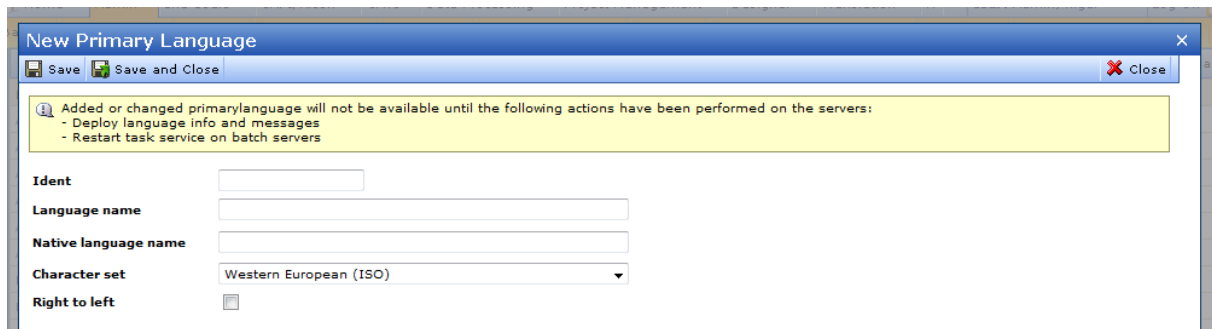 New Primary Language
Save Save and Close Close
Added or changed primarylanguage will not be available until the following actions have been performed on the servers:
- Deploy language info and messages
- Restart task service on batch servers
Ident
Language name
Native language name
Character set Western European (ISO)
Right to left